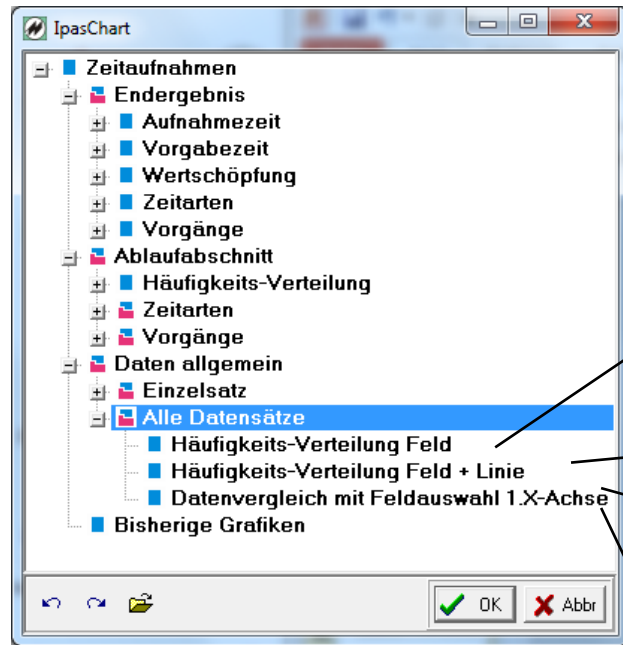 IpasChart
Zeitaufnahmen
Endergebnis
Aufnahmezeit
Vorgabezeit
Wertschöpfung
Zeitarten
Vorgänge
Ablaufabschnitt
Häufigkeits-Verteilung
Zeitarten
Vorgänge
Daten allgemein
Einzelsatz
Alle Datensätze
Häufigkeits-Verteilung Feld
Häufigkeits-Verteilung Feld + Linie
Datenvergleich mit Feldauswahl 1.X-Achse
Bisherige Grafiken
OK Abbr